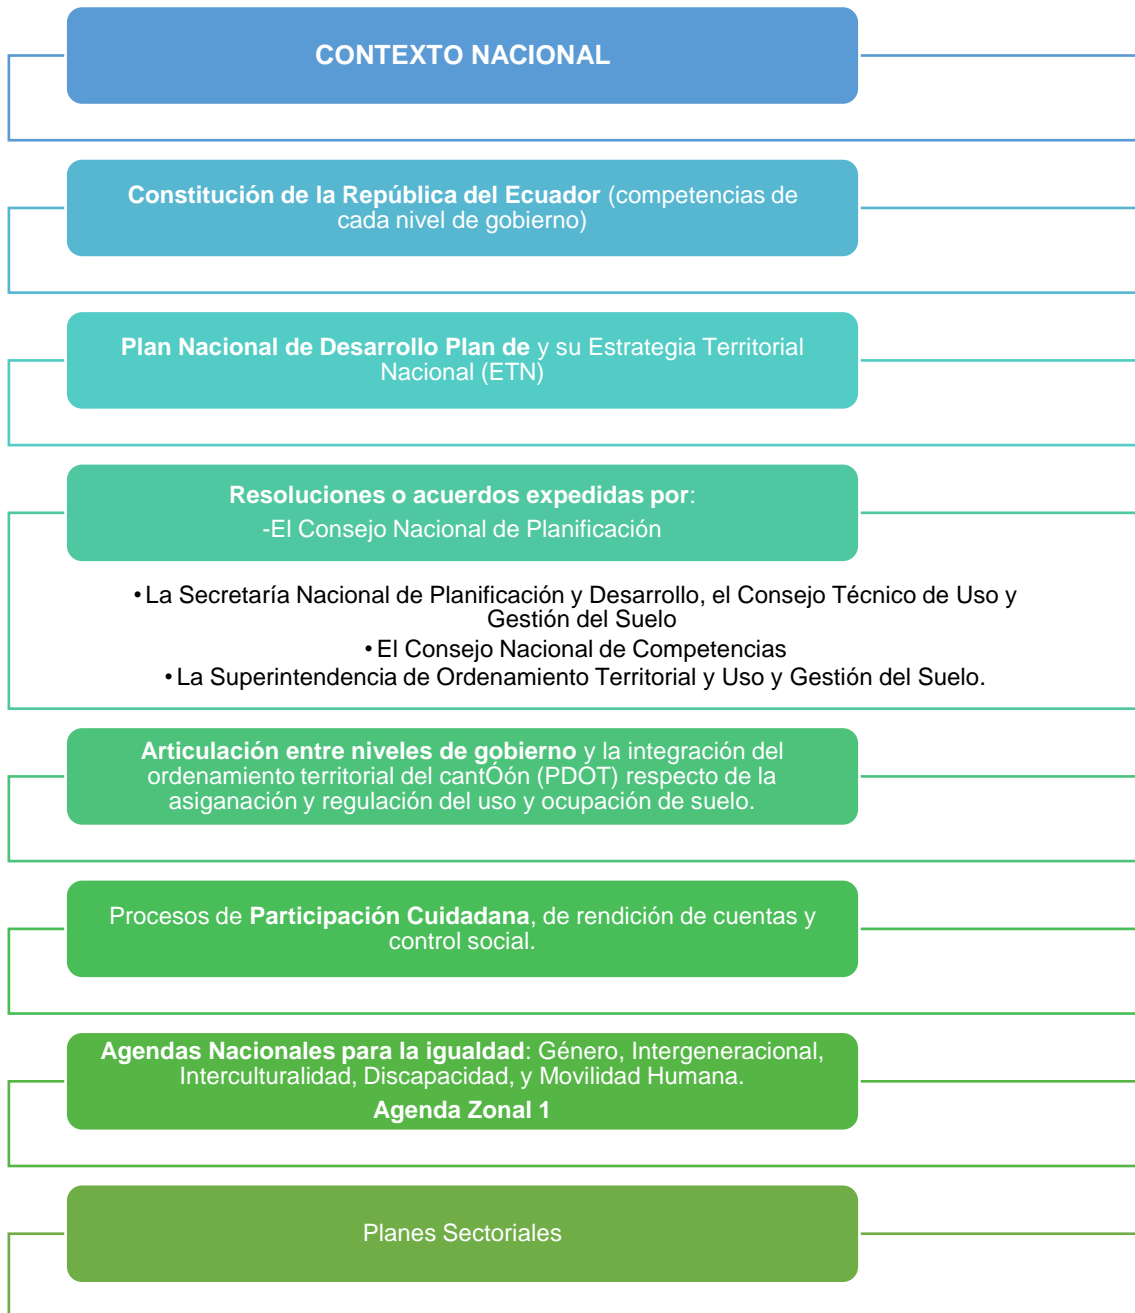 CONTEXTO NACIONAL
Constitución de la República del Ecuador (competencias de
cada nivel de gobierno)
Plan Nacional de Desarrollo Plan de y su Estrategia Territorial
Nacional (ETN)
Resoluciones o acuerdos expedidas por:
-El Consejo Nacional de Planificación
• La Secretaría Nacional de Planificación y Desarrollo, el Consejo Técnico de Uso y
Gestión del Suelo
• El Consejo Nacional de Competencias
• La Superintendencia de Ordenamiento Territorial y Uso y Gestión del Suelo.
Articulación entre niveles de gobierno y la integración del
ordenamiento territorial del cantÓón (PDOT) respecto de la
asiganación y regulación del uso y ocupación de suelo.
Procesos de Participación Cuidadana, de rendición de cuentas y
control social.
Agendas Nacionales para la igualdad: Género, Intergeneracional,
Interculturalidad, Discapacidad, y Movilidad Humana.
Agenda Zonal 1
Planes Sectoriales